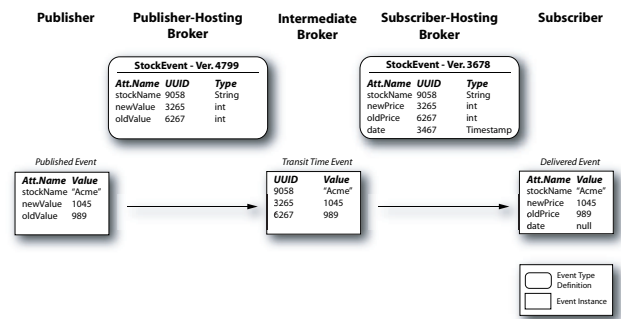 Publisher
Publisher-Hosting
Broker
Intermediate
Broker
Subscriber-Hosting
Broker
Subscriber
StockEvent - Ver. 4799
Att.Name UUID Type
stockName 9058 String
newValue 3265 int
oldValue 6267 int
StockEvent - Ver. 3678
Att.Name UUID Type
stockName 9058 String
newPrice 3265 int
oldPrice 6267 int
date 3467 Timestamp
Published Event
Att.Name Value
stockName "Acme"
newValue 1045
oldValue 989
Transit Time Event
UUID Value
9058 "Acme"
3265 1045
6267 989
Delivered Event
Att.Name Value
stockName "Acme"
newPrice 1045
oldPrice 989
date null
Event Type
Definition
Event Instance